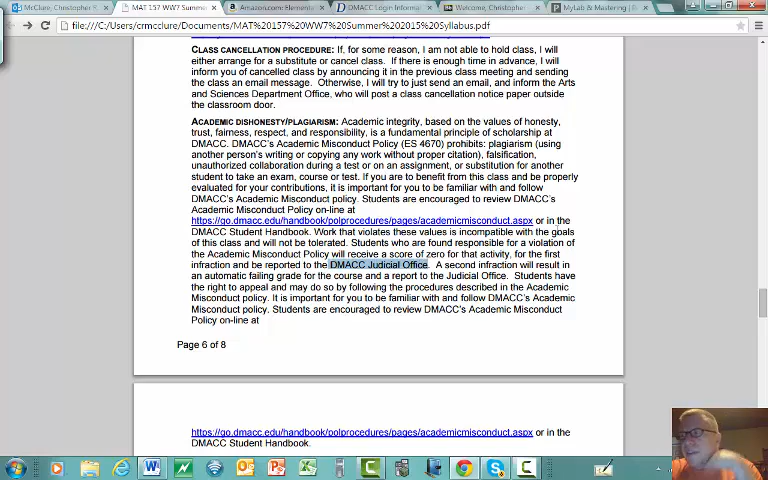 McClure, Christopher R
MAT 157 WW7 Summer
Amazon.com: Elementary
DMACC Login Informat
Welcome, Christopher
MyLab & Mastering |
file:///C:/Users/crmcclure/Documents/MAT%20157%20WW7%20Summer%202015%20Syllabus.pdf
CLASS CANCELLATION PROCEDURE: If, for some reason, I am not able to hold class, I will
either arrange for a substitute or cancel class.  If there is enough time in advance, I will
inform you of cancelled class by announcing it in the previous class meeting and sending
the class an email message.  Otherwise, I will try to just send an email, and inform the Arts
and Sciences Department Office, who will post a class cancellation notice paper outside
the classroom door.
ACADEMIC DISHONESTY/PLAGIARISM: Academic integrity, based on the values of honesty,
trust, fairness, respect, and responsibility, is a fundamental principle of scholarship at
DMACC. DMACC's Academic Misconduct Policy (ES 4670) prohibits: plagiarism (using
another person's writing or copying any work without proper citation), falsification,
unauthorized collaboration during a test or on an assignment, or substitution for another
student to take an exam, course or test. If you are to benefit from this class and be properly
evaluated for your contributions, it is important for you to be familiar with and follow
DMACC's Academic Misconduct policy. Students are encouraged to review DMACC's
Academic Misconduct Policy on-line at
https://go.dmacc.edu/handbook/polprocedures/pages/academicmisconduct.aspx or in the
DMACC Student Handbook. Work that violates these values is incompatible with the goals
of this class and will not be tolerated. Students who are found responsible for a violation of
the Academic Misconduct Policy will receive a score of zero for that activity, for the first
infraction and be reported to the DMACC Judicial Office.  A second infraction will result in
an automatic failing grade for the course and a report to the Judicial Office.  Students have
the right to appeal and may do so by following the procedures described in the Academic
Misconduct policy. It is important for you to be familiar with and follow DMACC's Academic
Misconduct policy. Students are encouraged to review DMACC's Academic Misconduct
Policy on-line at
Page 6 of 8
https://go.dmacc.edu/handbook/polprocedures/pages/academicmisconduct.aspx or in the
DMACC Student Handbook.